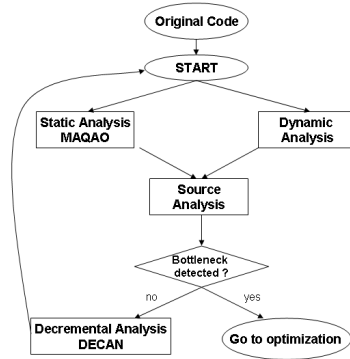 Original Code
START
Static Analysis
MAQAO
Dynamic
Analysis
Source
Analysis
Bottleneck
detected ?
no
yes
Decremental Analysis
DECAN
Go to optimization